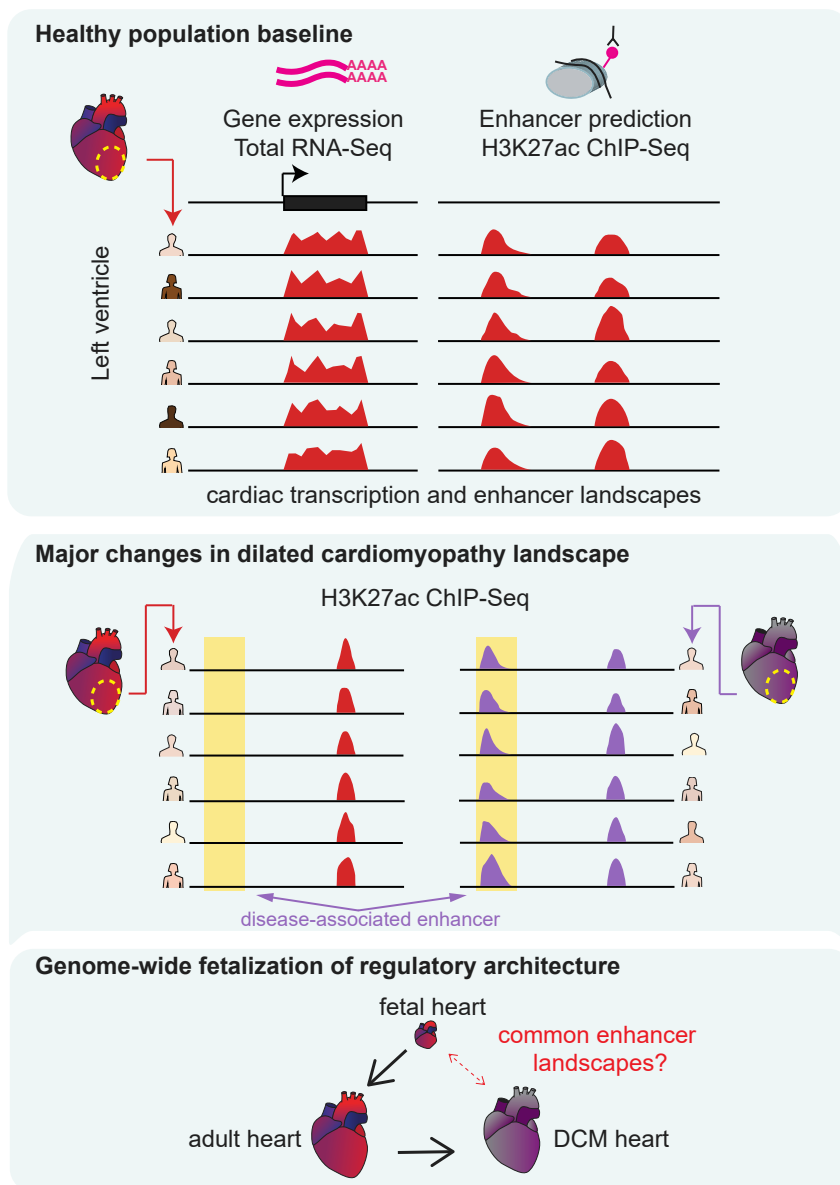 Healthy population baseline
AAAA
AAAA
Gene expression
Total RNA-Seq
Enhancer prediction
H3K27ac ChIP-Seq
Left ventricle
cardiac transcription and enhancer landscapes
Major changes in dilated cardiomyopathy landscape
H3K27ac ChIP-Seq
disease-associated enhancer
Genome-wide fetalization of regulatory architecture
fetal heart
common enhancer
landscapes?
adult heart
DCM heart